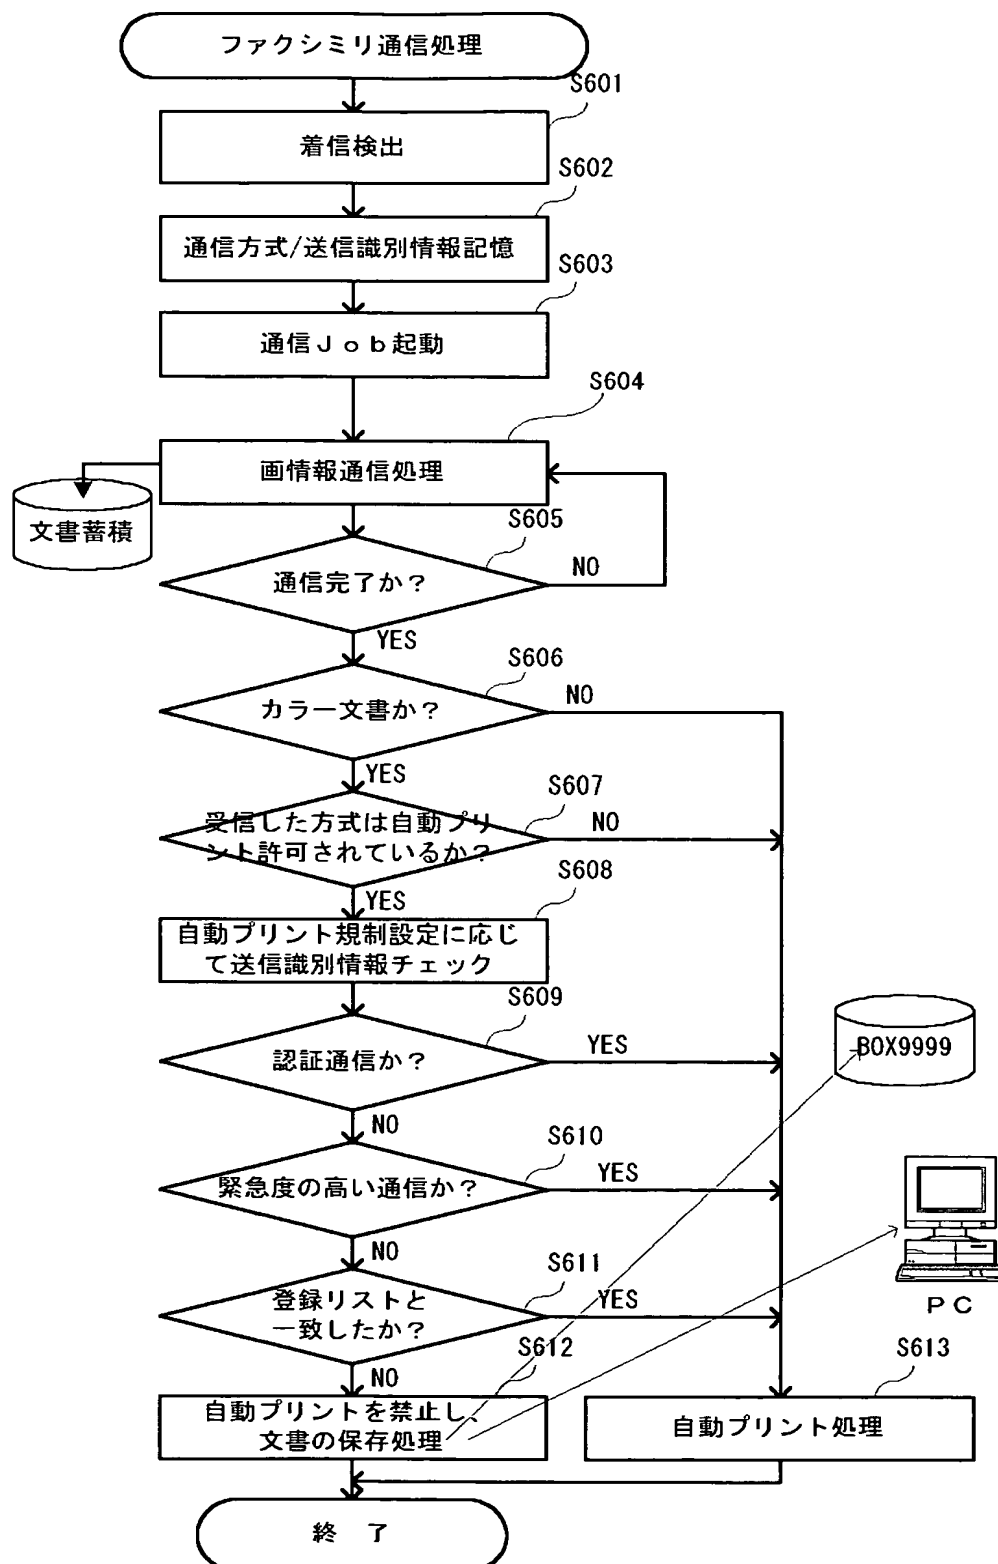 ファクシミリ通信処理
S601
着信検出
S602
通信方式/送信識別情報記憶
S603
通信Ｊｏｂ起動
S604
画情報通信処理
文書蓄積
S605
通信完了か？
NO
YES
S606
カラー文書か？
NO
YES
S607
受信した方式は自動プリ
ント許可されているか？
NO
YES
S608
自動プリント規制設定に応じ
て送信識別情報チェック
S609
認証通信か？
YES
BOX9999
NO
S610
緊急度の高い通信か？
YES
NO
S611
登録リストと
一致したか？
YES
ＰＣ
NO
S612
自動プリントを禁止し、
文書の保存処理
S613
自動プリント処理
終　了